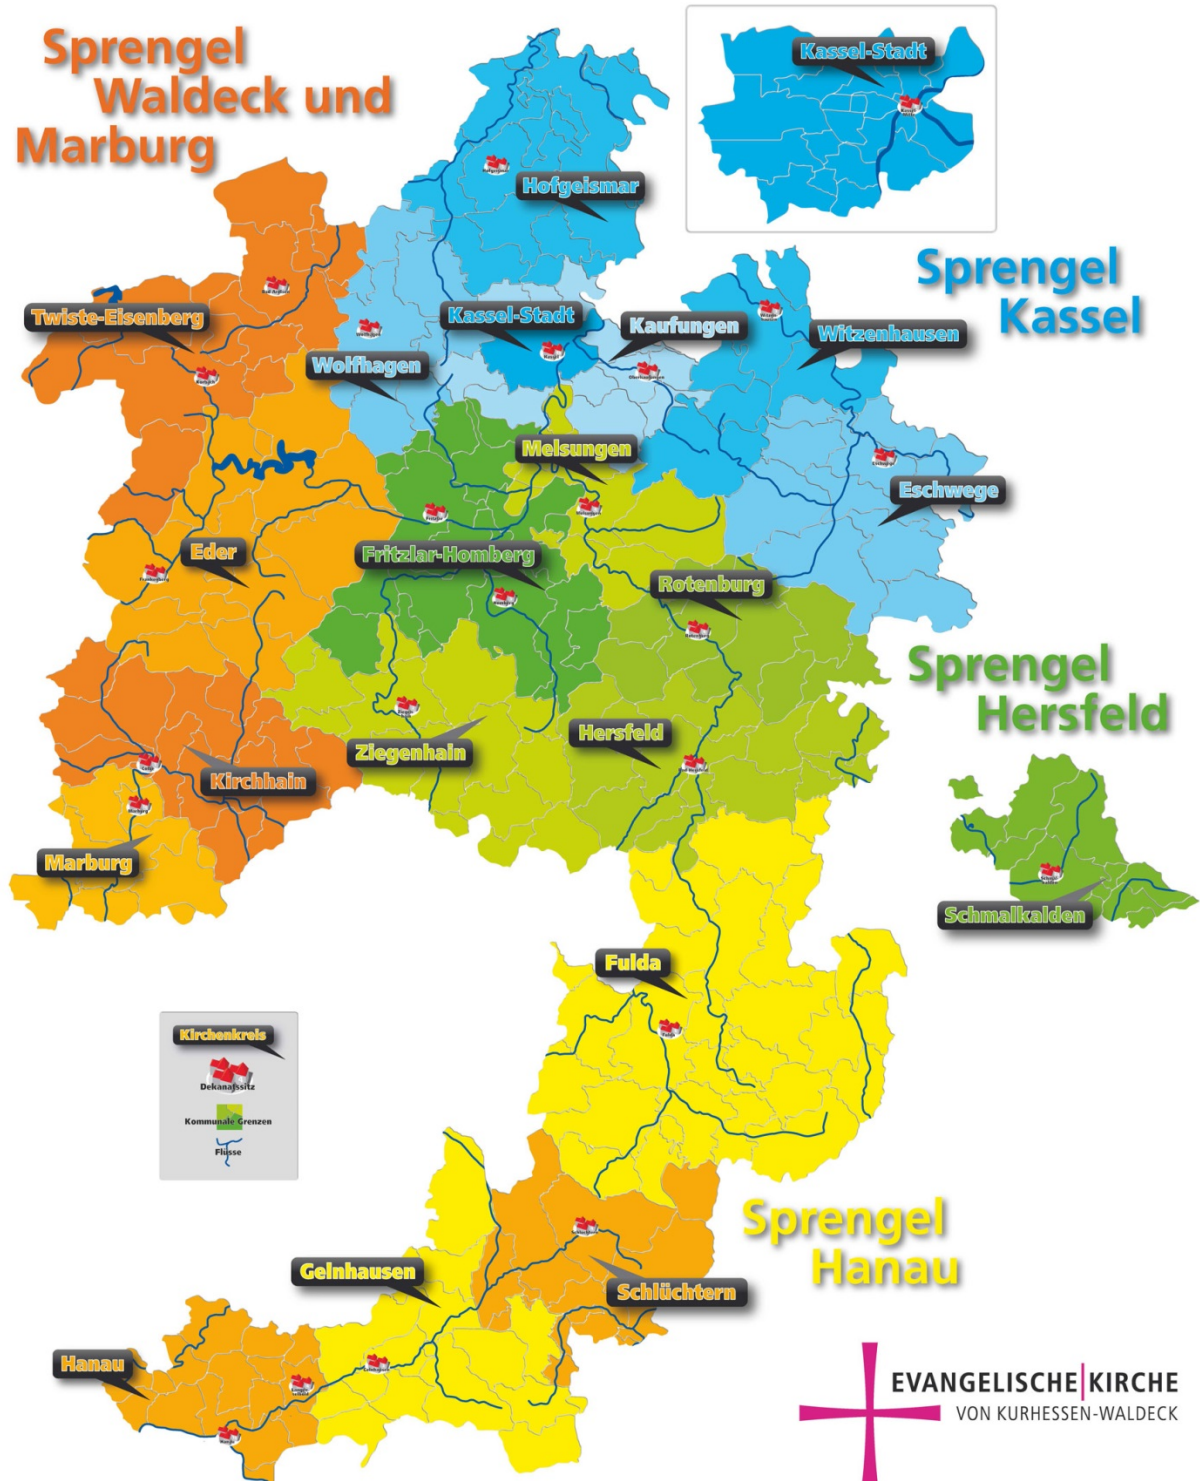 Sprengel
Waldeck und
Marburg
Kassel-Stadt
Hofgeismar
Sprengel
Kassel
Twiste-Eisenberg
Kassel-Stadt
Kaufungen
Witzenhausen
Wolfhagen
Melsungen
Eschwege
Eder
Fritzlar-Homberg
Rotenburg
Sprengel
Hersfeld
Ziegenhain
Hersfeld
Kirchhain
Marburg
Schmalkalden
Fulda
Kirchenkreis
Dekanatssitz
Kommunale Grenzen
Flüsse
Sprengel
Hanau
Gelnhausen
Schlüchtern
Hanau
EVANGELISCHE KIRCHE
VON KURHESSEN-WALDECK